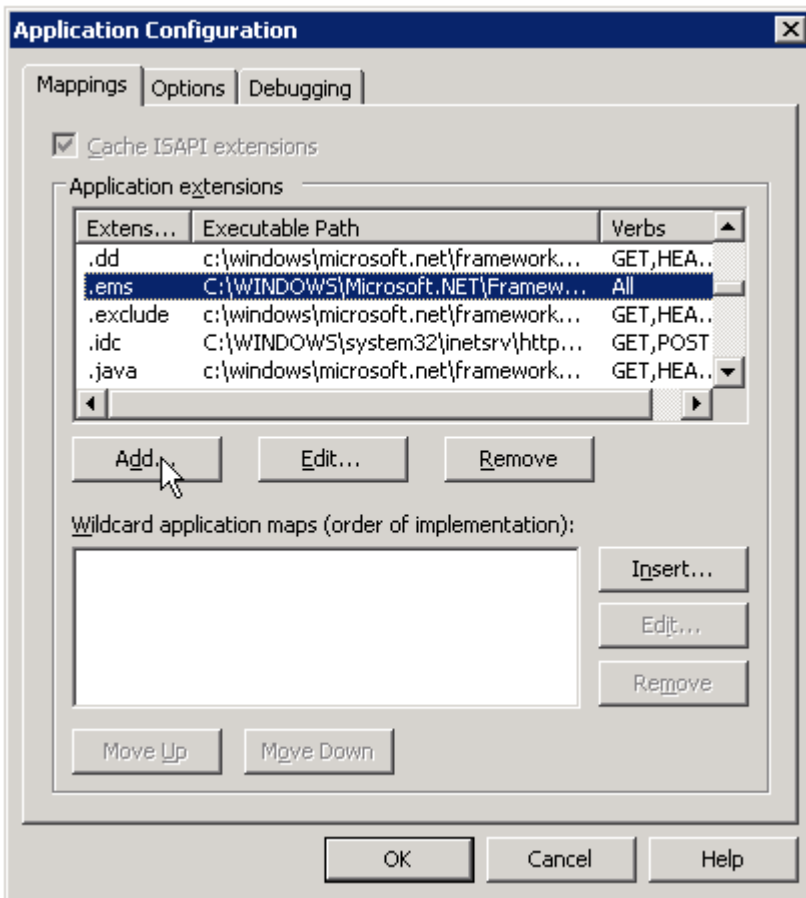 Application Configuration
Mappings Options Debugging
Cache ISAPI extensions
Application extensions
Extens... Executable Path Verbs
.dd c:\windows\microsoft.net\framework... GET,HEA..
.ems C:\WINDOWS\Microsoft.NET\Framew... All
.exclude c:\windows\microsoft.net\framework... GET,HEA..
.idc C:\WINDOWS\system32\inetsrv\http... GET,POST
.java c:\windows\microsoft.net\framework... GET,HEA..
Add... Edit... Remove
Wildcard application maps (order of implementation):
Insert...
Edit...
Remove
Move Up Move Down
OK Cancel Help